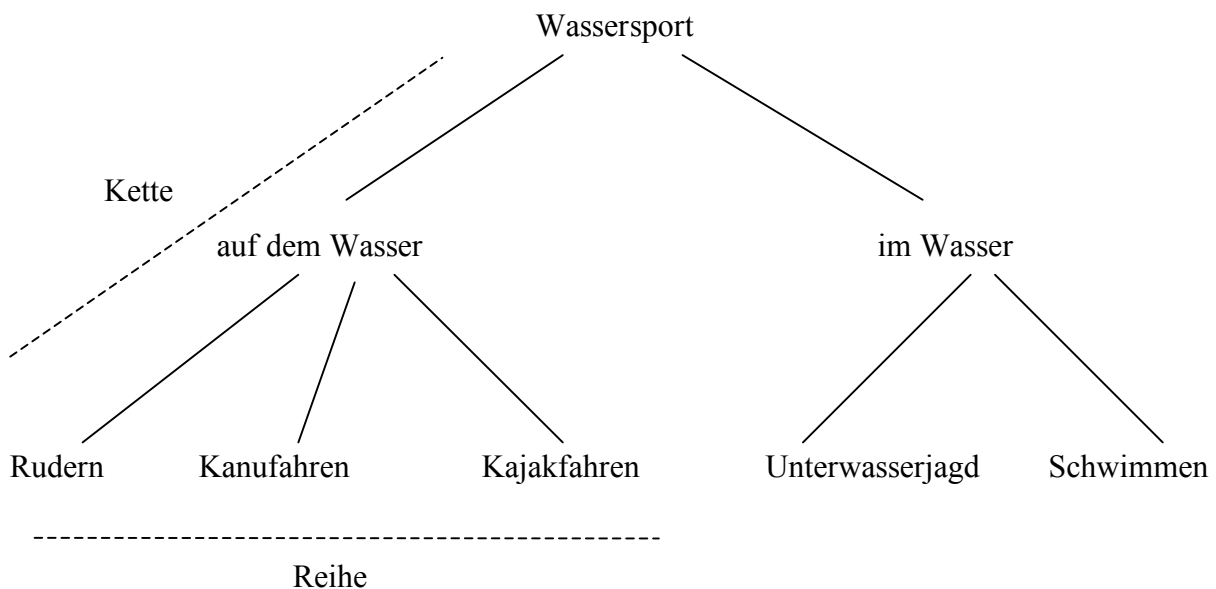 Wassersport
Kette
auf dem Wasser im Wasser
Rudern Kanufahren Kajakfahren Unterwasserjagd Schwimmen
Reihe